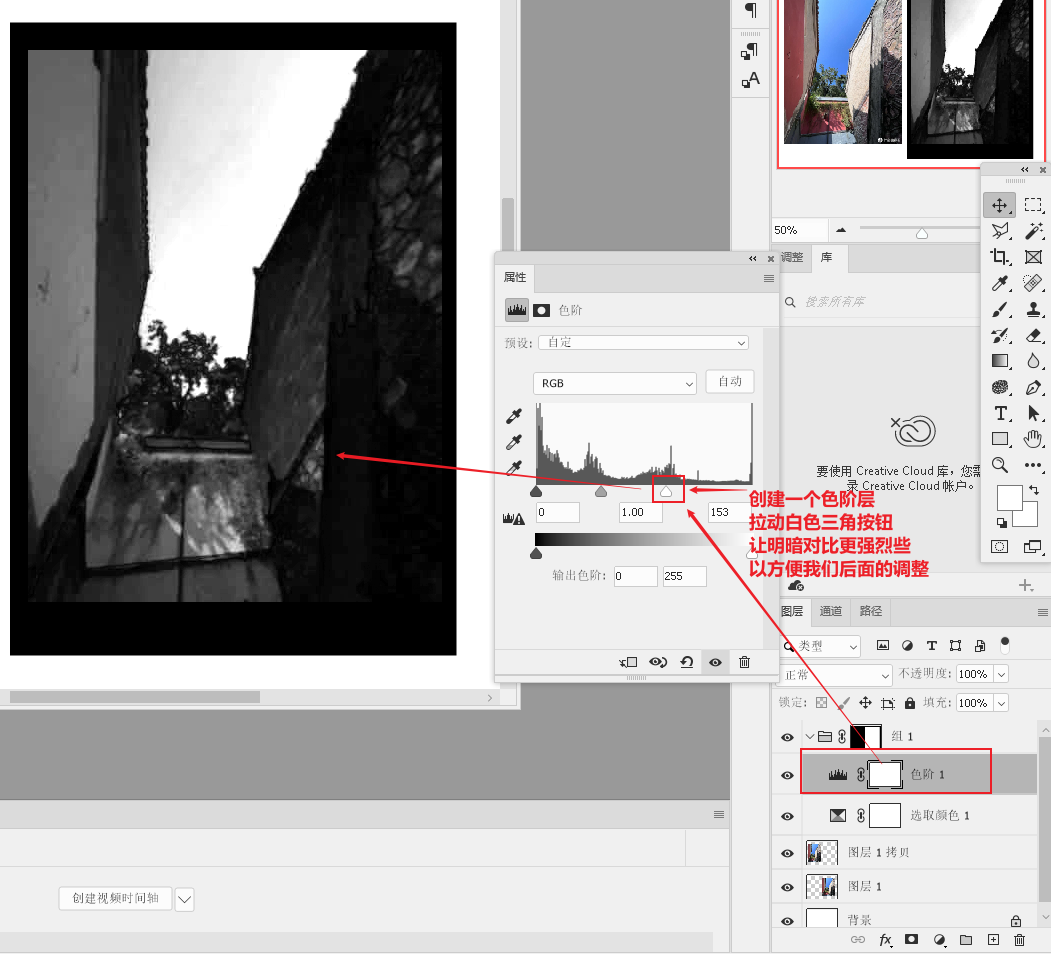 50%
调整
库
搜索所有库
属性
色阶
预设:
自定
RGB
自动
0
1.00
153
创建一个色阶层
拉动白色三角按钮
让明暗对比更强烈些
以方便我们后面的调整
输出色阶:
0
255
要使用 Creative Cloud 库，您需
录 Creative Cloud 帐户。
图层
通道
路径
类型
正常
不透明度:
100%
锁定:
填充:
100%
组 1
色阶 1
选取颜色 1
图层 1 拷贝
图层 1
背景
创建视频时间轴